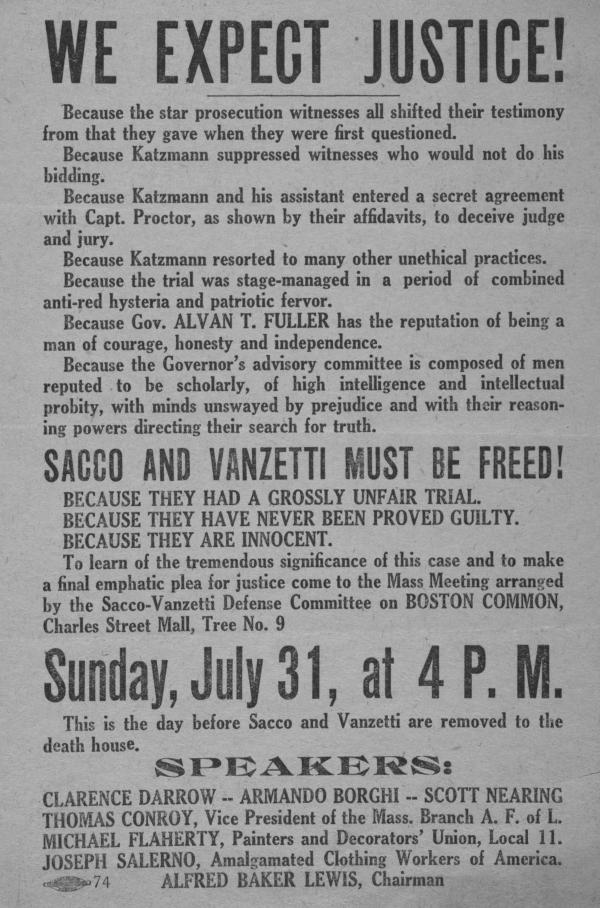 WE EXPECT JUSTICE!
Because the star prosecution witnesses all shifted their testimony
from that they gave when they were first questioned.
Because Katzmann suppressed witnesses who would not do his
bidding.
Because Katzmann and his assistant entered a secret agreement
with Capt. Proctor, as shown by their affidavits, to deceive judge
and jury.
Because Katzmann resorted to many other unethical practices.
Because the trial was stage-managed in a period of combined
anti-red hysteria and patriotic fervor.
Because Gov. ALVAN T. FULLER has the reputation of being a
man of courage, honesty and independence.
Because the Governor's advisory committee is composed of men
reputed to be scholarly, of high intelligence and intellectual
probity, with minds unswayed by prejudice and with their reason-
ing powers directing their search for truth.
SACCO AND VANZETTI MUST BE FREED!
BECAUSE THEY HAD A GROSSLY UNFAIR TRIAL.
BECAUSE THEY HAVE NEVER BEEN PROVED GUILTY.
BECAUSE THEY ARE INNOCENT.
To learn of the tremendous significance of this case and to make
a final emphatic plea for justice come to the Mass Meeting arranged
by the Sacco-Vanzetti Defense Committee on BOSTON COMMON,
Charles Street Mall, Tree No. 9
Sunday, July 31, at 4 P. M.
This is the day before Sacco and Vanzetti are removed to the
death house.
SPEAKERS:
CLARENCE DARROW -- ARMANDO BORGHI -- SCOTT NEARING
THOMAS CONROY, Vice President of the Mass. Branch A. F. of L.
MICHAEL FLAHERTY, Painters and Decorators' Union, Local 11.
JOSEPH SALERNO, Amalgamated Clothing Workers of America.
74 ALFRED BAKER LEWIS, Chairman